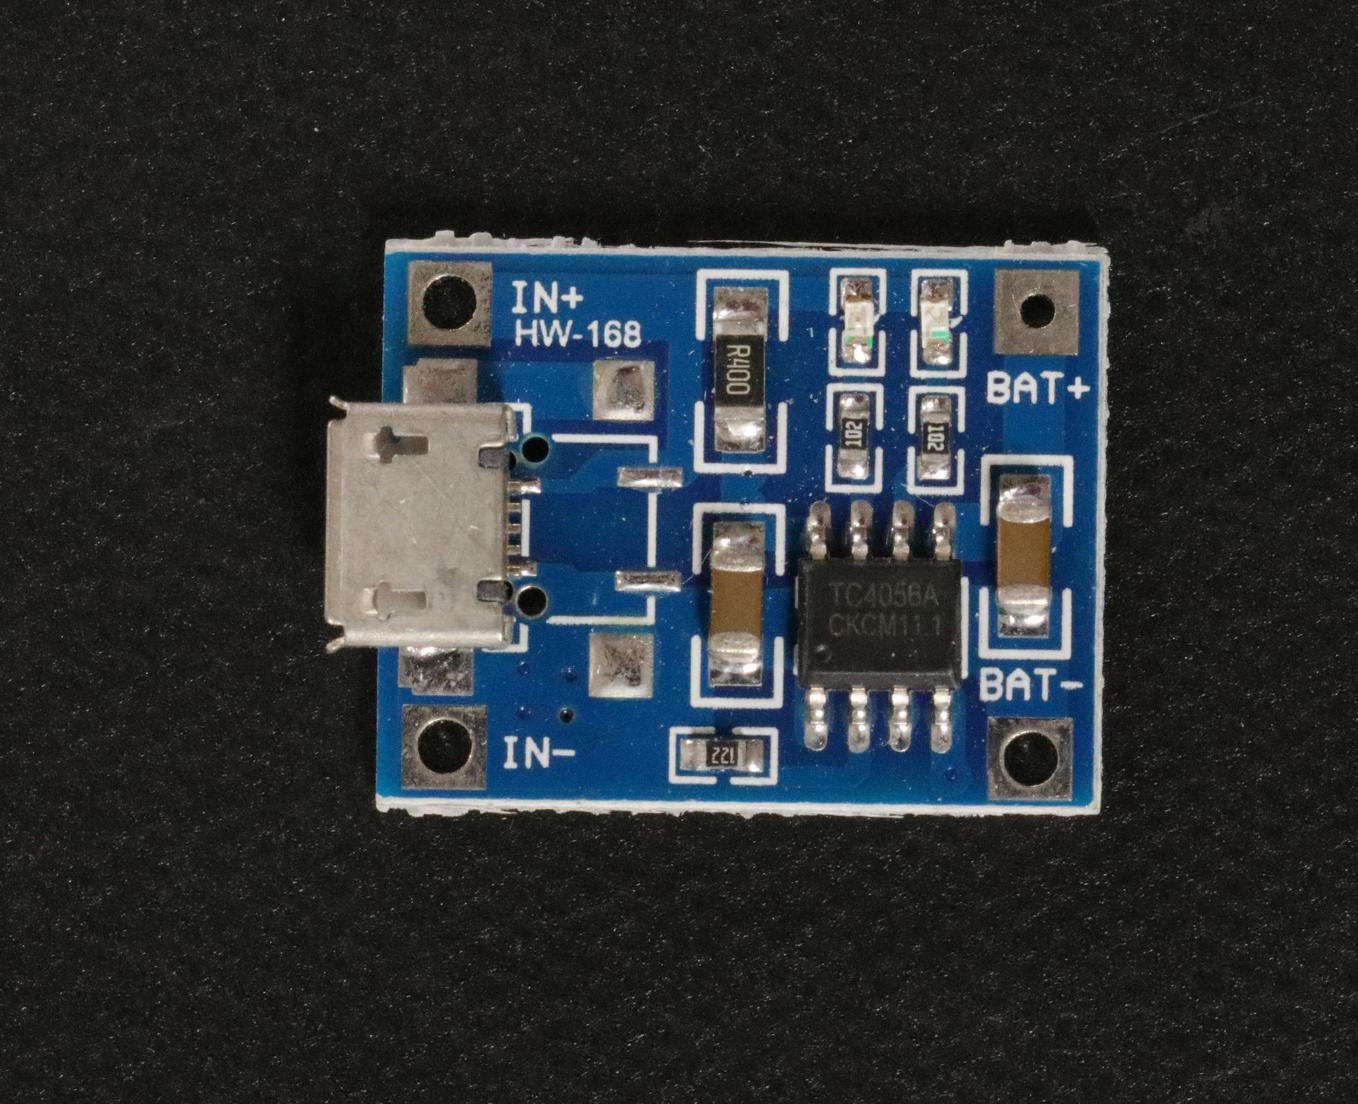 IN+
HW-168
R400
102
102
BAT+
TC4056A
CKCM11.1
BAT-
IN-
122